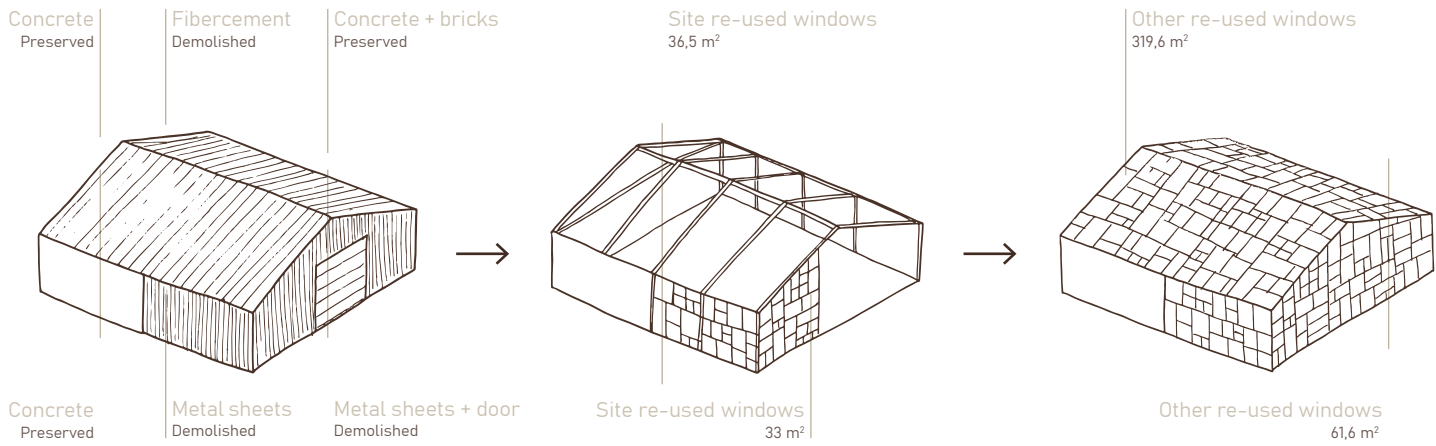 Concrete
Preserved
Fibercement
Demolished
Concrete + bricks
Preserved
Site re-used windows
36,5 m²
Other re-used windows
319,6 m²
Concrete
Preserved
Metal sheets
Demolished
Metal sheets + door
Demolished
Site re-used windows
33 m²
Other re-used windows
61,6 m²